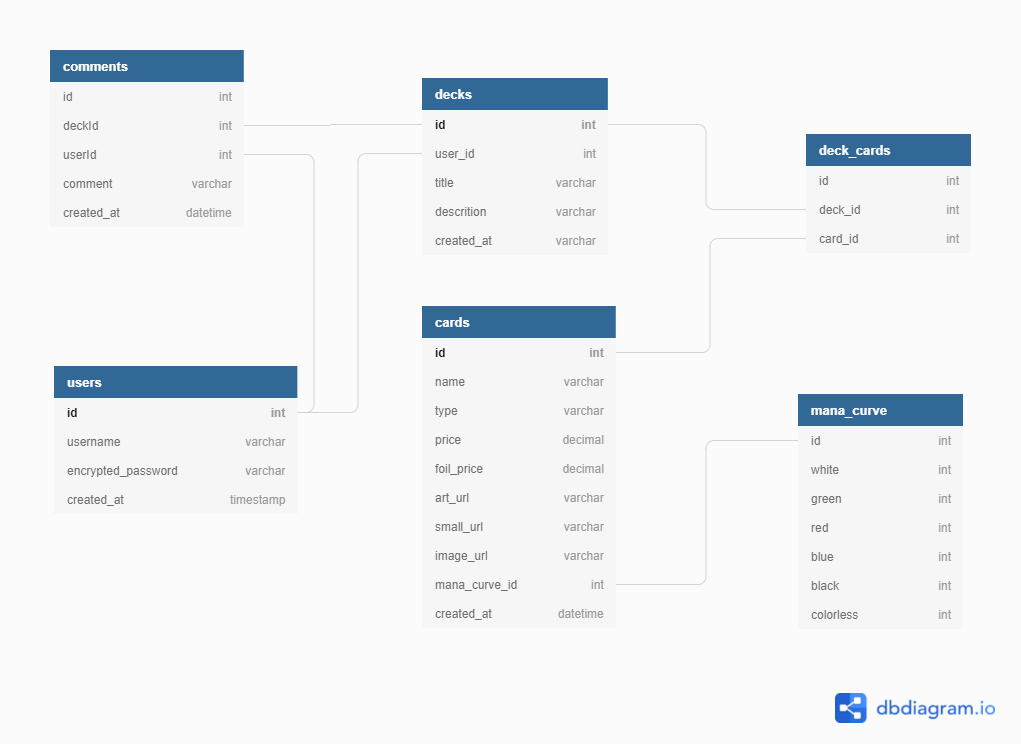 comments
id int
deckId int
userId int
comment varchar
created_at datetime
decks
id int
user_id int
title varchar
descrition varchar
created_at varchar
deck_cards
id int
deck_id int
card_id int
cards
id int
name varchar
type varchar
price decimal
foil_price decimal
art_url varchar
small_url varchar
image_url varchar
mana_curve_id int
created_at datetime
users
id int
username varchar
encrypted_password varchar
created_at timestamp
mana_curve
id int
white int
green int
red int
blue int
black int
colorless int
dbdiagram.io